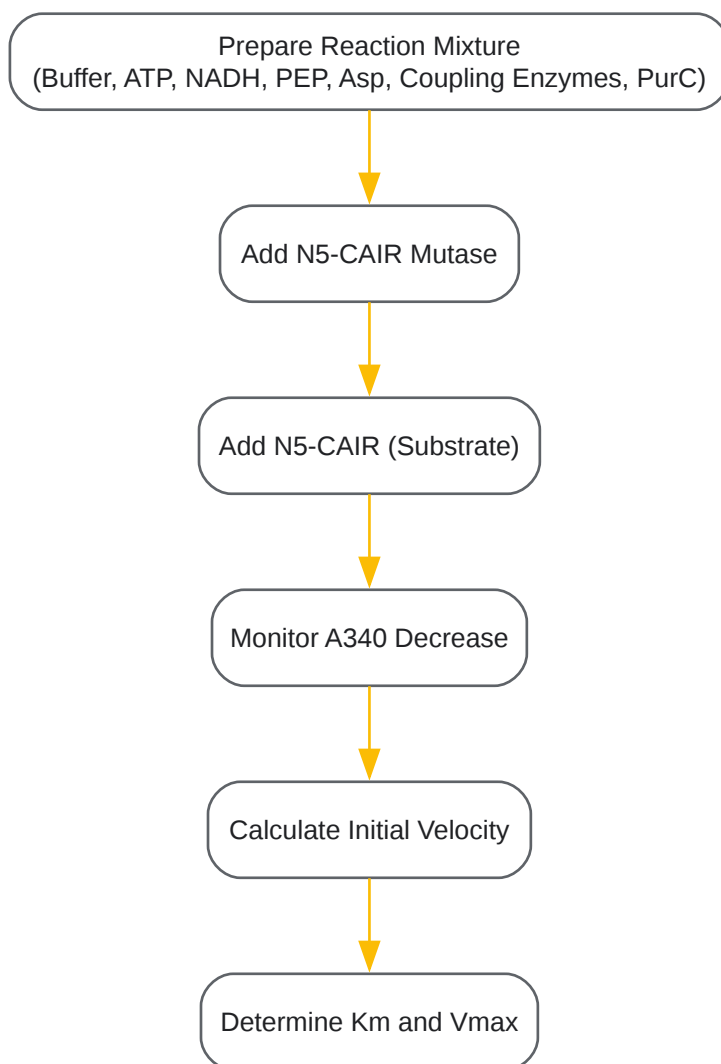 Prepare Reaction Mixture
(Buffer, ATP, NADH, PEP, Asp, Coupling Enzymes, PurC)
Add N5-CAIR Mutase
Add N5-CAIR (Substrate)
Monitor A340 Decrease
Calculate Initial Velocity
Determine Km and Vmax